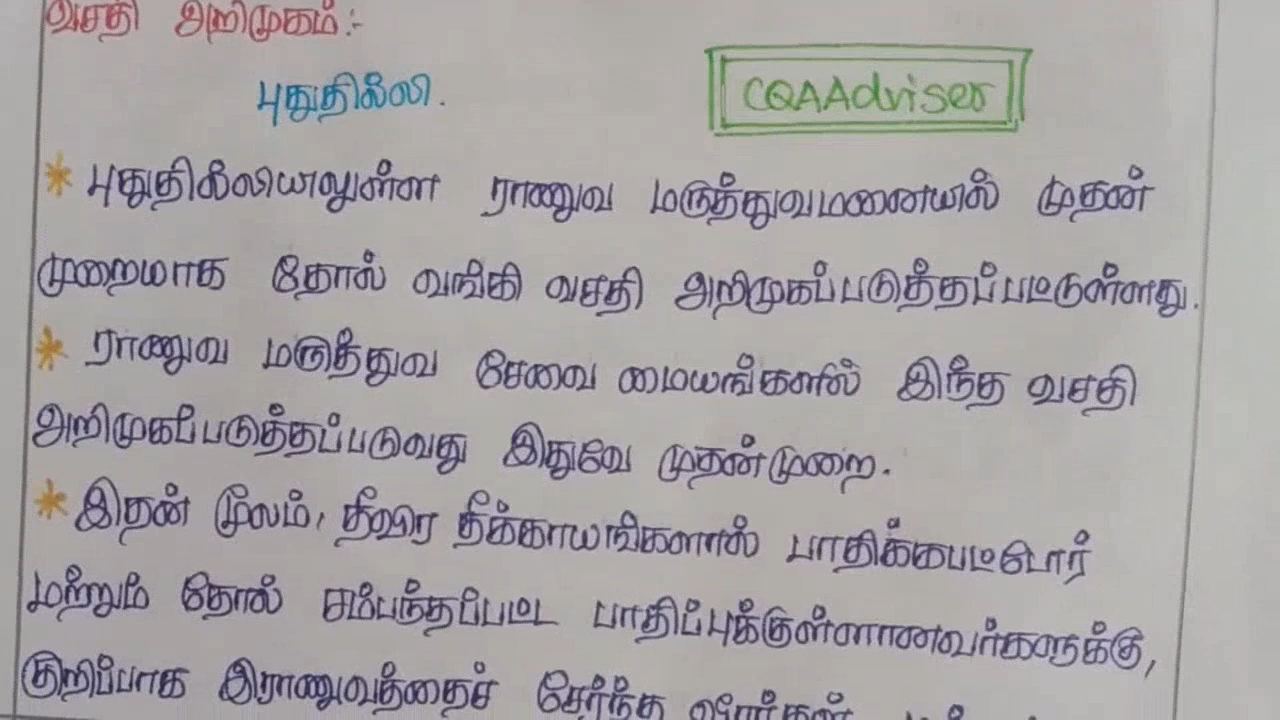 வசதி அறிமுகம்:-
புதுதில்லி.
CQAAdviser
* புதுதில்லியிலுள்ள ராணுவ மருத்துவமனையில் முதன்
முறைமாக தோல் வங்கி வசதி அறிமுகப்படுத்தப்பட்டுள்ளது.
* ராணுவ மருத்துவ சேவை மையங்களில் இந்த வசதி
அறிமுகப்படுத்தப்படுவது இதுவே முதன்முறை.
* இதன் மூலம், தீவிர தீக்காயங்களால் பாதிக்கபட்டோர்
மற்றும் தோல் சம்பந்தப்பட்ட பாதிப்புக்குள்ளானவர்களுக்கு,
குறிப்பாக இராணுவத்தைச் சேர்ந்த